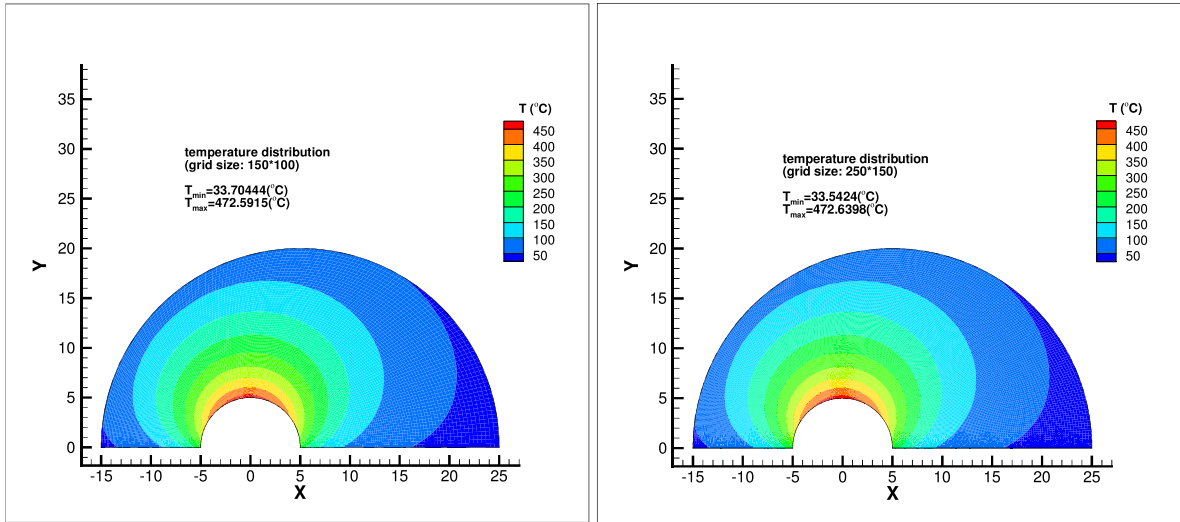 temperature distribution
(grid size: 150*100)
Tmin=33.70444(°C)
Tmax=472.5915(°C)
T (°C)
450
400
350
300
250
200
150
100
50
Y
35
30
25
20
15
10
5
0
-15 -10 -5 0 5 10 15 20 25
X
temperature distribution
(grid size: 250*150)
Tmin=33.5424(°C)
Tmax=472.6398(°C)
T (°C)
450
400
350
300
250
200
150
100
50
Y
35
30
25
20
15
10
5
0
-15 -10 -5 0 5 10 15 20 25
X